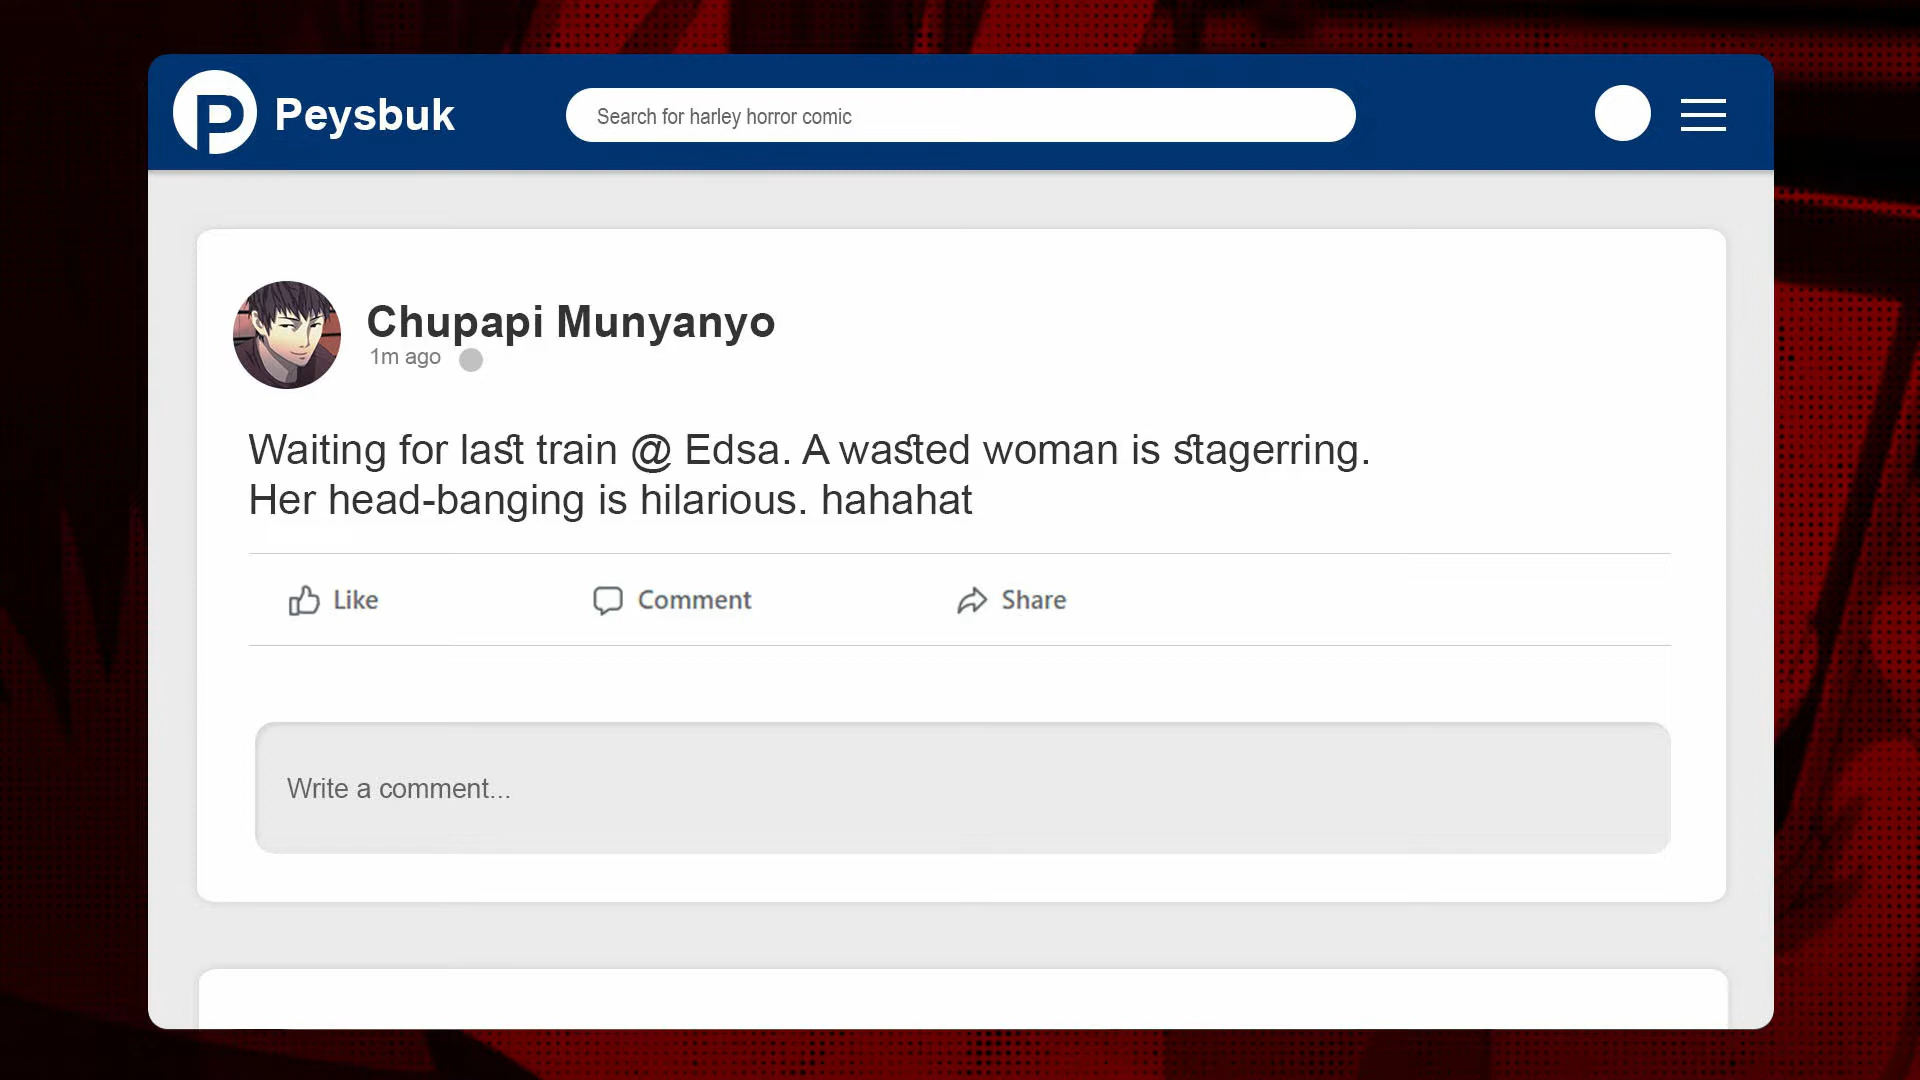 Peysbuk
Search for harley horror comic
Chupapi Munyanyo
1m ago
Waiting for last train @ Edsa. A wasted woman is stagerring.
Her head-banging is hilarious. hahahat
Like
Comment
Share
Write a comment...